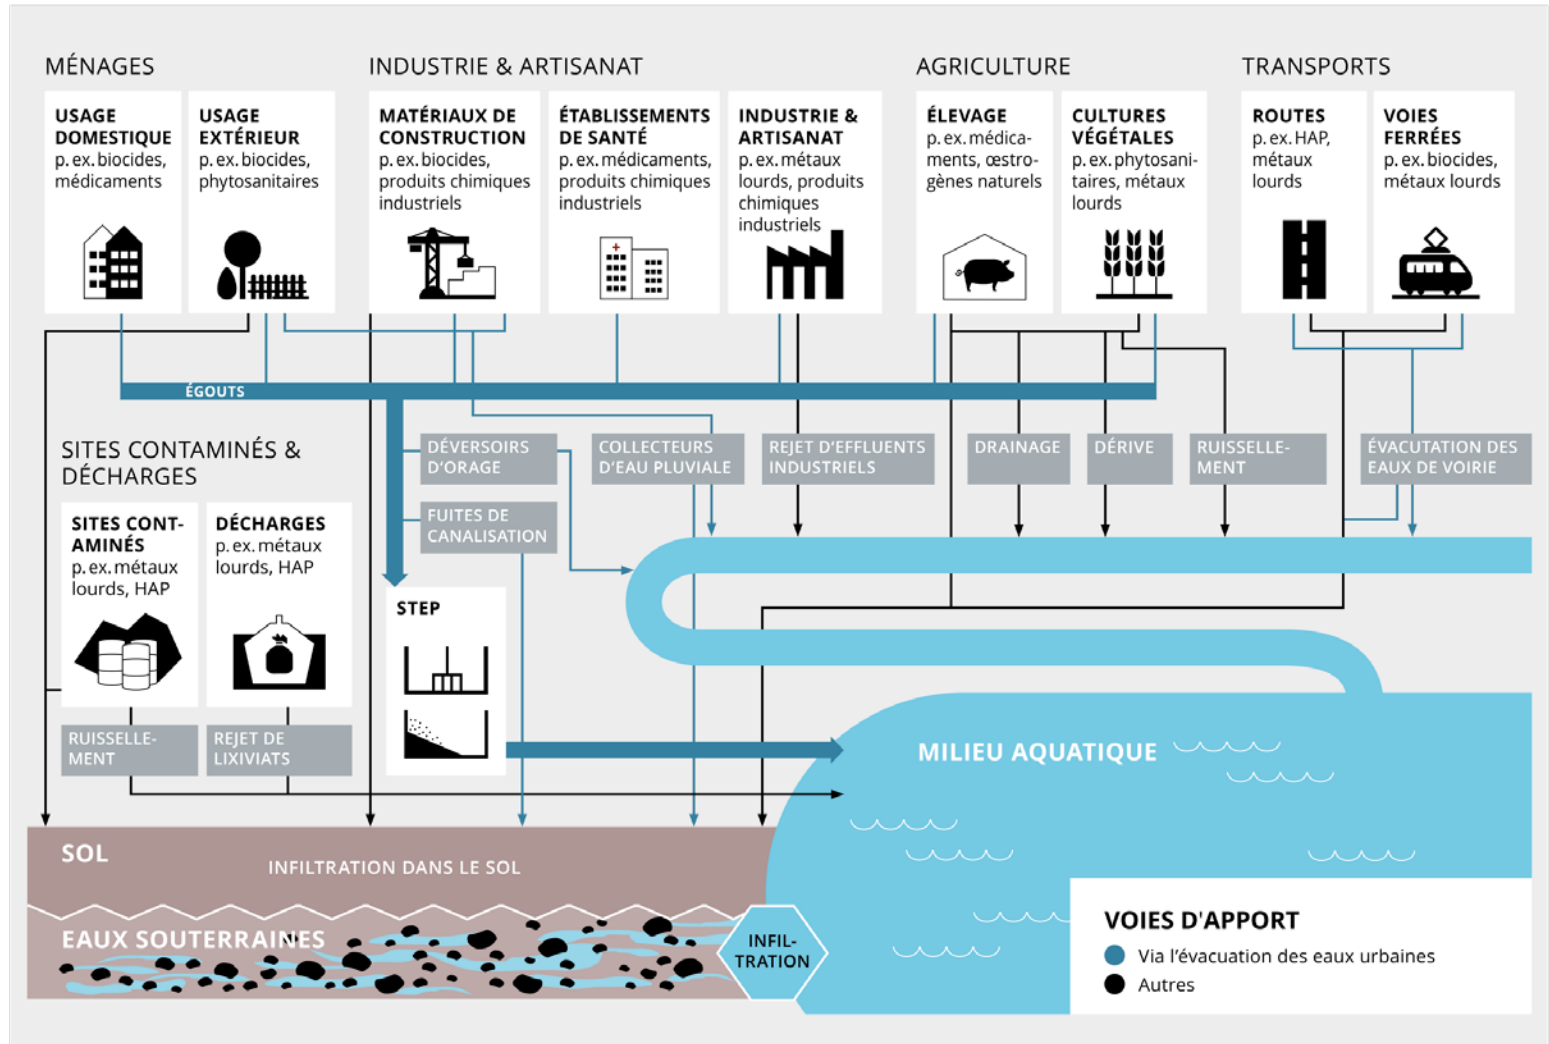 MÉNAGES
USAGE
DOMESTIQUE
p. ex. biocides,
médicaments
USAGE
EXTÉRIEUR
p. ex. biocides,
phytosanitaires
INDUSTRIE & ARTISANAT
MATÉRIAUX DE
CONSTRUCTION
p. ex. biocides,
produits chimiques
industriels
ÉTABLISSEMENTS
DE SANTÉ
p. ex. médicaments,
produits chimiques
industriels
INDUSTRIE &
ARTISANAT
p. ex. métaux
lourds, produits
chimiques
industriels
AGRICULTURE
ÉLEVAGE
p. ex. médica-
ments, œstro-
gènes naturels
CULTURES
VÉGÉTALES
p. ex. phytosani-
taires, métaux
lourds
TRANSPORTS
ROUTES
p. ex. HAP,
métaux
lourds
VOIES
FERRÉES
p. ex. biocides,
métaux lourds
ÉGOUTS
SITES CONTAMINÉS &
DÉCHARGES
SITES CONT-
AMINÉS
p. ex. métaux
lourds, HAP
DÉCHARGES
p. ex. métaux
lourds, HAP
RUISSELLE-
MENT
REJET DE
LIXIVIATS
DÉVERSOIRS
D'ORAGE
FUITES DE
CANALISATION
COLLECTEURS
D'EAU PLUVIALE
REJET D'EFFLUENTS
INDUSTRIELS
DRAINAGE
DÉRIVE
RUISSELLE-
MENT
ÉVACUTATION DES
EAUX DE VOIRIE
STEP
MILIEU AQUATIQUE
SOL
INFILTRATION DANS LE SOL
EAUX SOUTERRAINES
INFIL-
TRATION
VOIES D'APPORT
Via l'évacuation des eaux urbaines
Autres